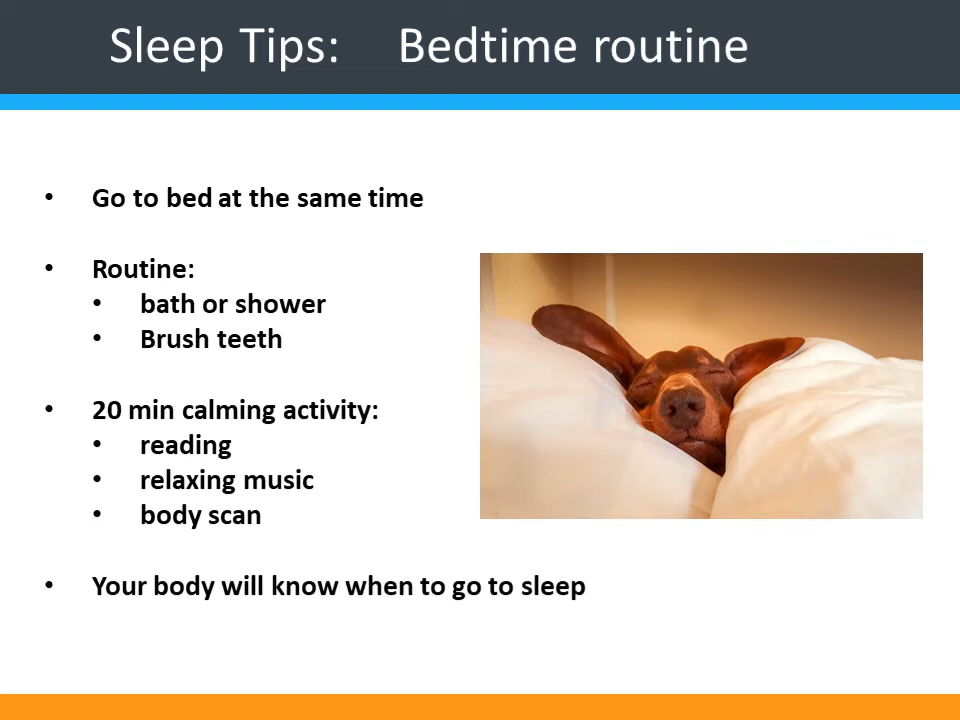 Sleep Tips: Bedtime routine
• Go to bed at the same time
• Routine:
• bath or shower
• Brush teeth
• 20 min calming activity:
• reading
• relaxing music
• body scan
• Your body will know when to go to sleep